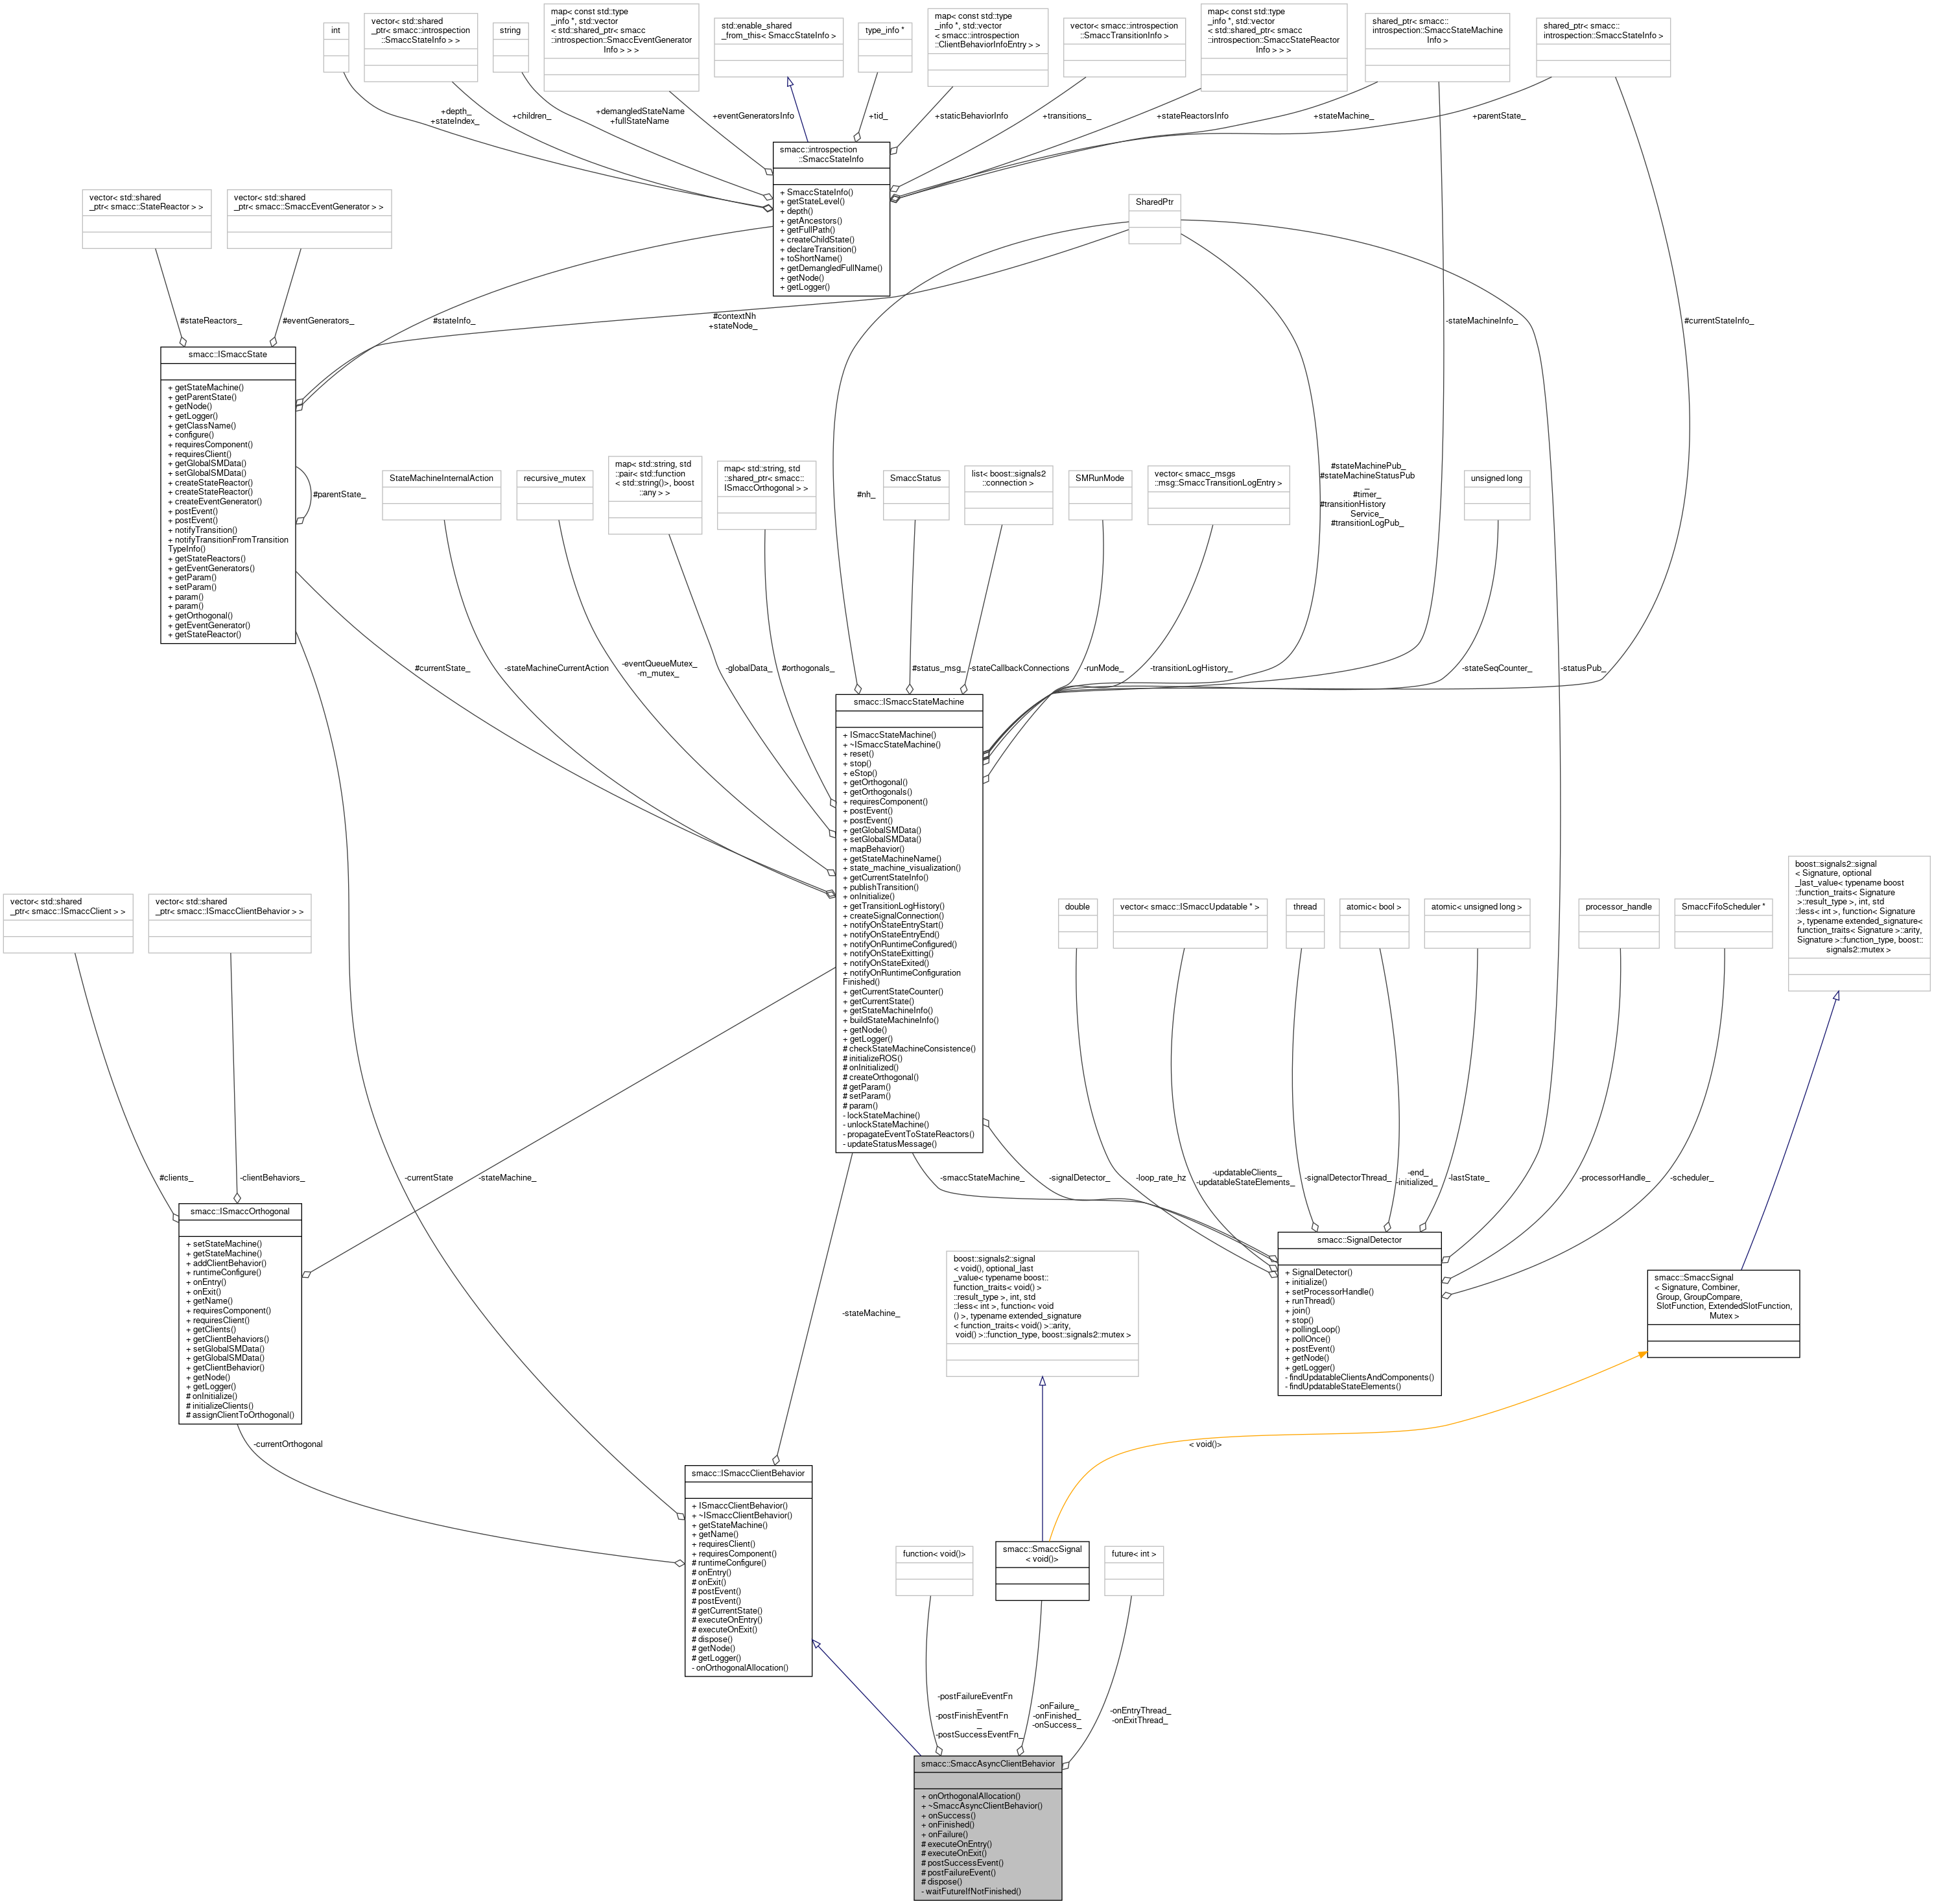 int
vector< std::shared
_ptr< smacc::introspection
::SmaccStateInfo > >
string
map< const std::type
_info *, std::vector
< std::shared_ptr< smacc
::introspection::SmaccEventGenerator
Info > > >
std::enable_shared
_from_this< SmaccStateInfo >
type_info *
map< const std::type
_info *, std::vector
< smacc::introspection
::ClientBehaviorInfoEntry > >
vector< smacc::introspection
::SmaccTransitionInfo >
map< const std::type
_info *, std::vector
< std::shared_ptr< smacc
::introspection::SmaccStateReactor
Info > > >
shared_ptr< smacc::
introspection::SmaccStateMachine
Info >
shared_ptr< smacc::
introspection::SmaccStateInfo >
+depth_
+stateIndex_
+children_
+demangledStateName
+fullStateName
+eventGeneratorsInfo
+tid_
+staticBehaviorInfo
+transitions_
+stateReactorsInfo
+stateMachine_
+parentState_
smacc::introspection
::SmaccStateInfo
+ SmaccStateInfo()
+ getStateLevel()
+ depth()
+ getAncestors()
+ getFullPath()
+ createChildState()
+ declareTransition()
+ toShortName()
+ getDemangledFullName()
+ getNode()
+ getLogger()
vector< std::shared
_ptr< smacc::StateReactor > >
vector< std::shared
_ptr< smacc::SmaccEventGenerator > >
SharedPtr
#stateReactors_
#eventGenerators_
#stateInfo_
#contextNh
+stateNode_
-stateMachineInfo_
#currentStateInfo_
smacc::ISmaccState
+ getStateMachine()
+ getParentState()
+ getNode()
+ getLogger()
+ getClassName()
+ configure()
+ requiresComponent()
+ requiresClient()
+ getGlobalSMData()
+ setGlobalSMData()
+ createStateReactor()
+ createStateReactor()
+ createEventGenerator()
+ postEvent()
+ postEvent()
+ notifyTransition()
+ notifyTransitionFromTransition
TypeInfo()
+ getStateReactors()
+ getEventGenerators()
+ getParam()
+ setParam()
+ param()
+ param()
+ getOrthogonal()
+ getEventGenerator()
+ getStateReactor()
#parentState_
StateMachineInternalAction
recursive_mutex
map< std::string, std
::pair< std::function
< std::string()>, boost
::any > >
map< std::string, std
::shared_ptr< smacc::
ISmaccOrthogonal > >
#nh_
SmaccStatus
list< boost::signals2
::connection >
SMRunMode
vector< smacc_msgs
::msg::SmaccTransitionLogEntry >
#stateMachinePub_
#stateMachineStatusPub
_
#timer_
#transitionHistory
Service_
#transitionLogPub_
unsigned long
#currentState_
-stateMachineCurrentAction
-eventQueueMutex_
-m_mutex_
-globalData_
#orthogonals_
#status_msg_
-stateCallbackConnections
-runMode_
-transitionLogHistory_
-stateSeqCounter_
-statusPub_
smacc::ISmaccStateMachine
+ ISmaccStateMachine()
+ ~ISmaccStateMachine()
+ reset()
+ stop()
+ eStop()
+ getOrthogonal()
+ getOrthogonals()
+ requiresComponent()
+ postEvent()
+ postEvent()
+ getGlobalSMData()
+ setGlobalSMData()
+ mapBehavior()
+ getStateMachineName()
+ state_machine_visualization()
+ getCurrentStateInfo()
+ publishTransition()
+ onInitialize()
+ getTransitionLogHistory()
+ createSignalConnection()
+ notifyOnStateEntryStart()
+ notifyOnStateEntryEnd()
+ notifyOnRuntimeConfigured()
+ notifyOnStateExitting()
+ notifyOnStateExited()
+ notifyOnRuntimeConfiguration
Finished()
+ getCurrentStateCounter()
+ getCurrentState()
+ getStateMachineInfo()
+ buildStateMachineInfo()
+ getNode()
+ getLogger()
# checkStateMachineConsistence()
# initializeROS()
# onInitialized()
# createOrthogonal()
# getParam()
# setParam()
# param()
- lockStateMachine()
- unlockStateMachine()
- propagateEventToStateReactors()
- updateStatusMessage()
vector< std::shared
_ptr< smacc::ISmaccClient > >
vector< std::shared
_ptr< smacc::ISmaccClientBehavior > >
double
vector< smacc::ISmaccUpdatable * >
thread
atomic< bool >
atomic< unsigned long >
processor_handle
SmaccFifoScheduler *
boost::signals2::signal
< Signature, optional
_last_value< typename boost
::function_traits< Signature
>::result_type >, int, std
::less< int >, function< Signature
>, typename extended_signature<
function_traits< Signature >::arity,
Signature >::function_type, boost::
signals2::mutex >
#clients_
-clientBehaviors_
-currentState
-stateMachine_
-smaccStateMachine_
-signalDetector_
-loop_rate_hz
-updatableClients_
-updatableStateElements_
-signalDetectorThread_
-end_
-initialized_
-lastState_
-processorHandle_
-scheduler_
smacc::ISmaccOrthogonal
+ setStateMachine()
+ getStateMachine()
+ addClientBehavior()
+ runtimeConfigure()
+ onEntry()
+ onExit()
+ getName()
+ requiresComponent()
+ requiresClient()
+ getClients()
+ getClientBehaviors()
+ setGlobalSMData()
+ getGlobalSMData()
+ getClientBehavior()
+ getNode()
+ getLogger()
# onInitialize()
# initializeClients()
# assignClientToOrthogonal()
smacc::SignalDetector
+ SignalDetector()
+ initialize()
+ setProcessorHandle()
+ runThread()
+ join()
+ stop()
+ pollingLoop()
+ pollOnce()
+ postEvent()
+ getNode()
+ getLogger()
- findUpdatableClientsAndComponents()
- findUpdatableStateElements()
boost::signals2::signal
< void(), optional_last
_value< typename boost::
function_traits< void() >
::result_type >, int, std
::less< int >, function< void
() >, typename extended_signature
< function_traits< void() >::arity,
void() >::function_type, boost::signals2::mutex >
smacc::SmaccSignal
< Signature, Combiner,
Group, GroupCompare,
SlotFunction, ExtendedSlotFunction,
Mutex >
-stateMachine_
-currentOrthogonal
< void()>
smacc::ISmaccClientBehavior
+ ISmaccClientBehavior()
+ ~ISmaccClientBehavior()
+ getStateMachine()
+ getName()
+ requiresClient()
+ requiresComponent()
# runtimeConfigure()
# onEntry()
# onExit()
# postEvent()
# postEvent()
# getCurrentState()
# executeOnEntry()
# executeOnExit()
# dispose()
# getNode()
# getLogger()
- onOrthogonalAllocation()
function< void()>
smacc::SmaccSignal
< void()>
future< int >
-postFailureEventFn
_
-postFinishEventFn
_
-postSuccessEventFn_
-onFailure_
-onFinished_
-onSuccess_
-onEntryThread_
-onExitThread_
smacc::SmaccAsyncClientBehavior
+ onOrthogonalAllocation()
+ ~SmaccAsyncClientBehavior()
+ onSuccess()
+ onFinished()
+ onFailure()
# executeOnEntry()
# executeOnExit()
# postSuccessEvent()
# postFailureEvent()
# dispose()
- waitFutureIfNotFinished()